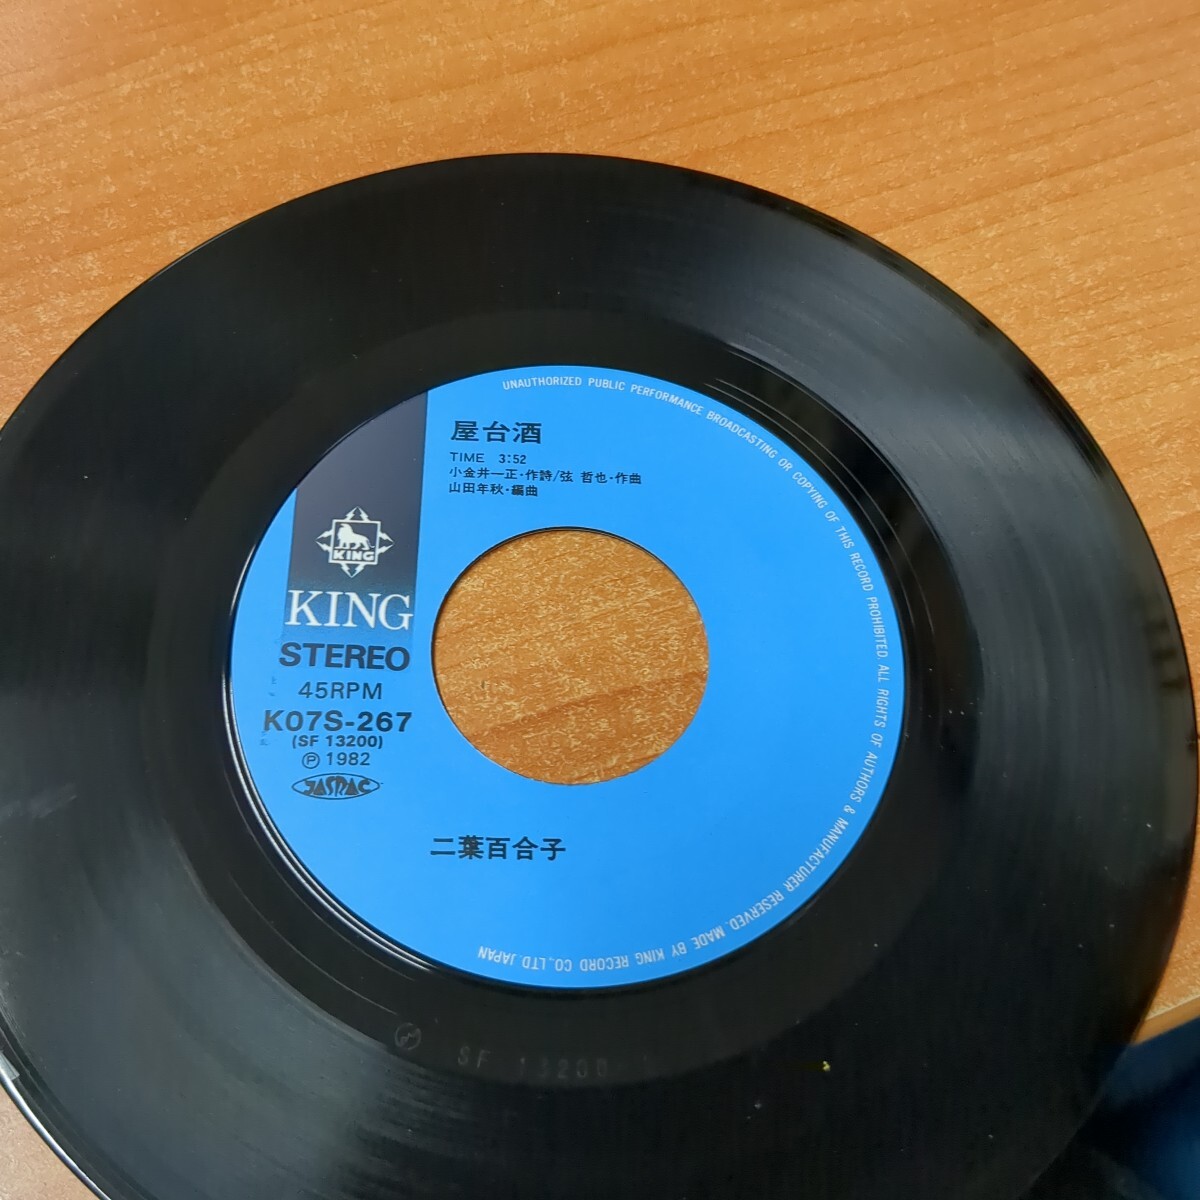 屋台酒
TIME 3:52
小金井一正・作詩/弦 哲也・作曲
山田年秋・編曲
KING
KING
STEREO
45RPM
K07S-267
(SF 13200)
Ⓟ 1982
JASRAC
二葉百合子
UNAUTHORIZED PUBLIC PERFORMANCE BROADCASTING OR COPYING OF THIS RECORD PROHIBITED. ALL RIGHTS OF AUTHORS & MANUFACTURER RESERVED. MADE BY KING RECORD CO.,LTD. JAPAN
SF 13200